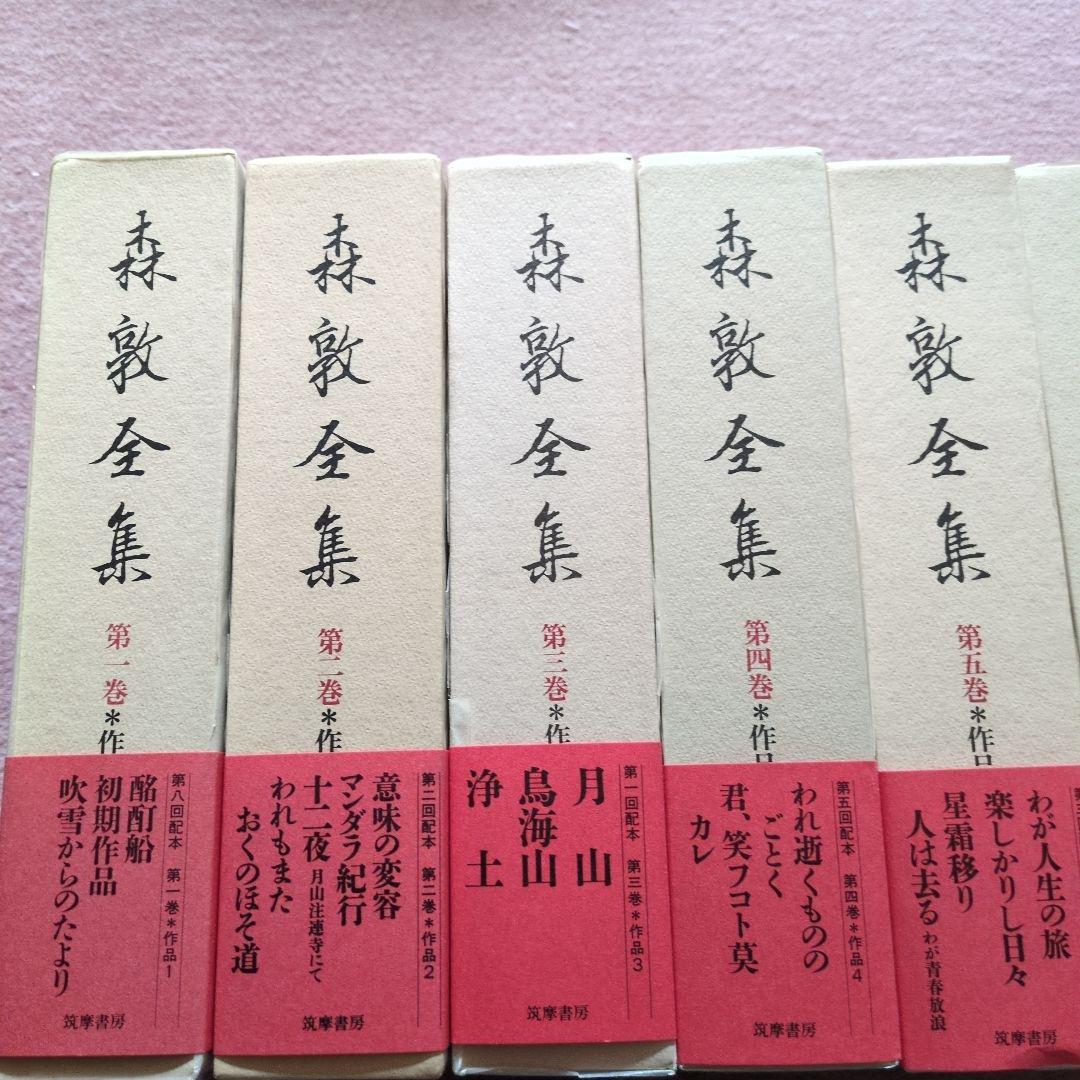 森敦全集
第一巻*作
第八回配本 第一巻*作品1
酩酊船
初期作品
吹雪からのたより
筑摩書房
森敦全集
第二巻*作
第二回配本 第二巻*作品2
意味の変容
マンダラ紀行
十二夜 月山注連寺にて
われもまた
おくのほそ道
筑摩書房
森敦全集
第三巻*作
第一回配本 第三巻*作品3
月山
鳥海山
浄土
筑摩書房
森敦全集
第四巻*作品
第五回配本 第四巻*作品4
われ逝くものの
ごとく
君、笑フコト莫
カレ
筑摩書房
森敦全集
第五巻*作品
わが人生の旅
楽しかりし日々
星霜移り
人は去る わが青春放浪
筑摩書房